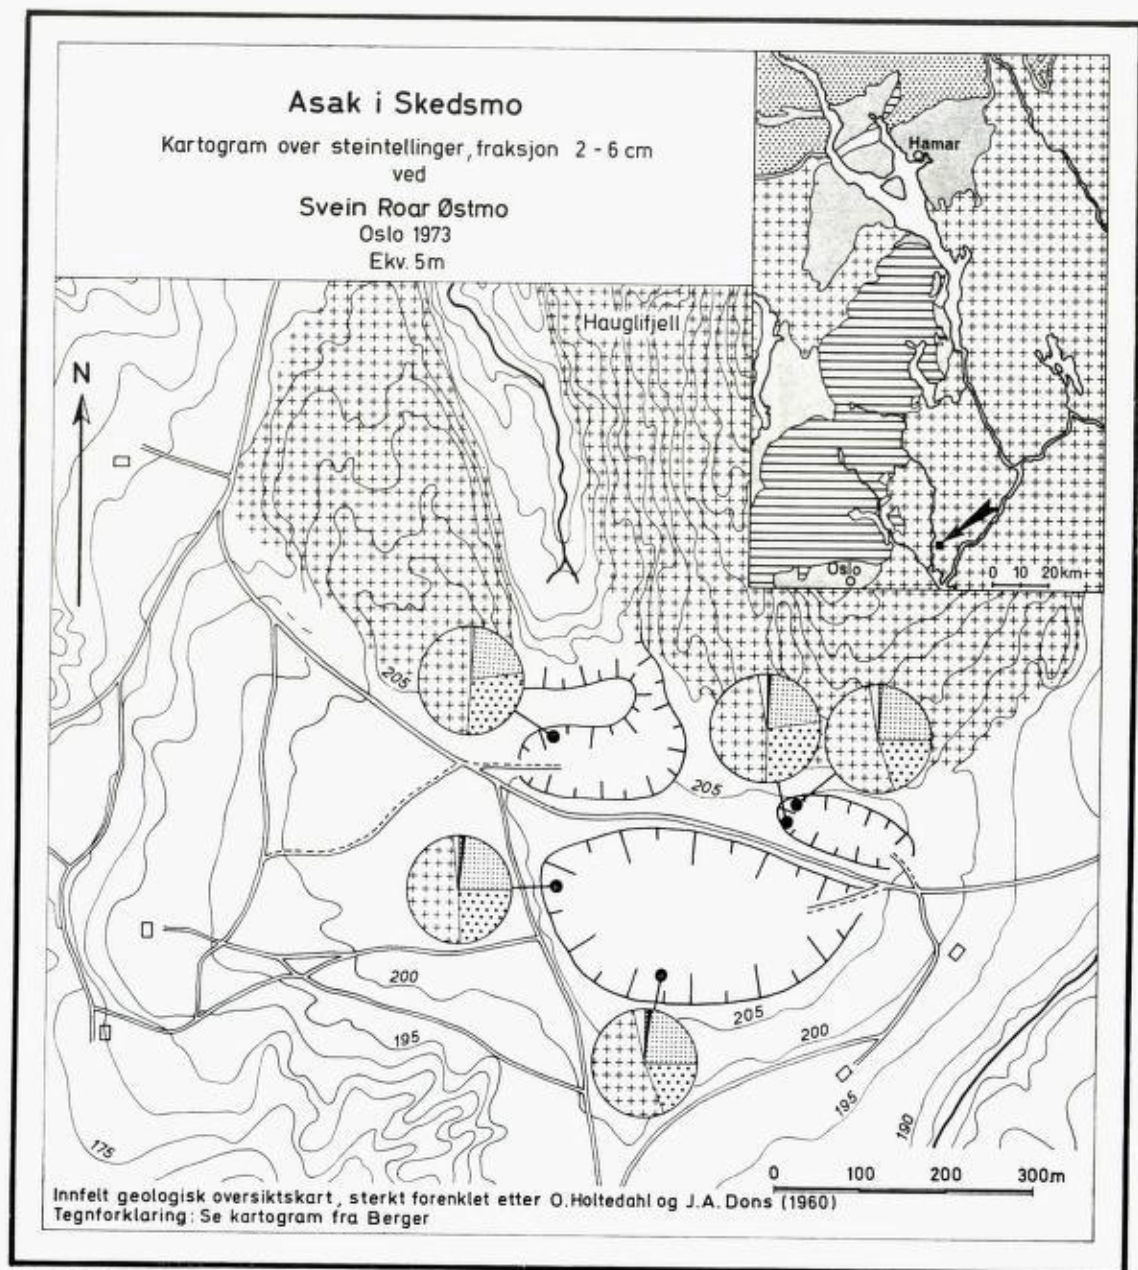 Asak i Skedsmo
Kartogram over steintellinger, fraksjon 2 - 6 cm
ved
Svein Roar Østmo
Oslo 1973
Ekv. 5m
Hamar
Hauglifjell
N
Oslo
0 10 20km
205
205
200
205
195
200
195
190
175
0 100 200 300m
Innfelt geologisk oversiktskart, sterkt forenklet etter O.Holtedahl og J.A. Dons (1960)
Tegnforklaring: Se kartogram fra Berger